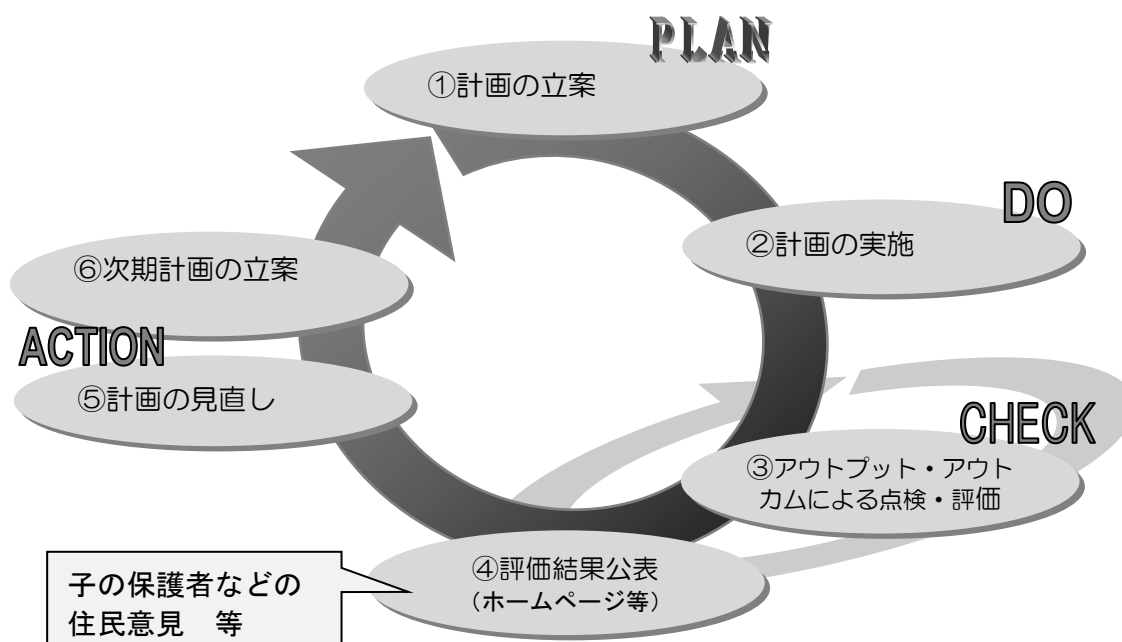 PLAN
①計画の立案
DO
②計画の実施
⑥次期計画の立案
ACTION
⑤計画の見直し
CHECK
③アウトプット・アウト
カムによる点検・評価
④評価結果公表
（ホームページ等）
子の保護者などの
住民意見　等